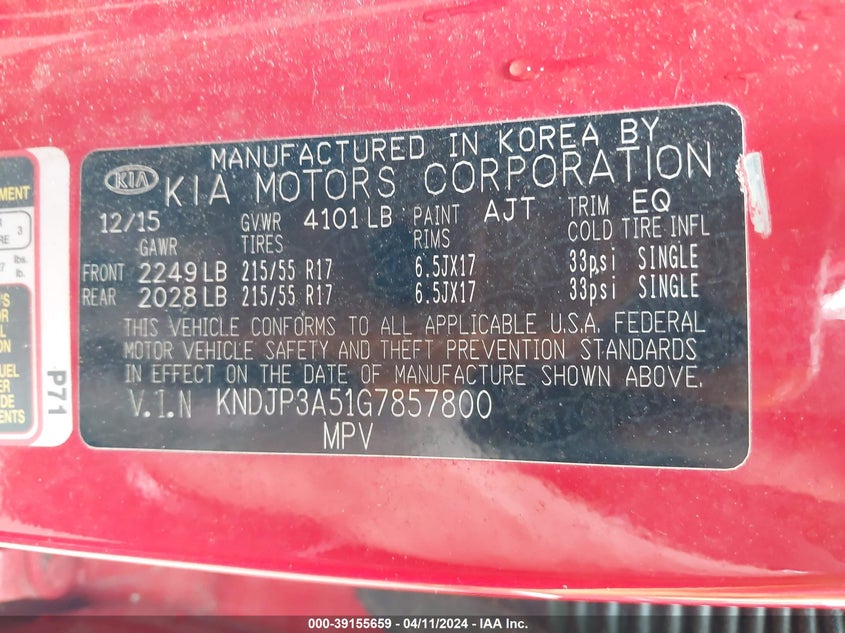 MANUFACTURED IN KOREA BY
KIA KIA MOTORS CORPORATION
12/15 GVWR 4101 LB PAINT AJT TRIM EQ
GAWR TIRES RIMS COLD TIRE INFL
FRONT 2249 LB 215/55 R17 6.5JX17 33psi SINGLE
REAR 2028 LB 215/55 R17 6.5JX17 33psi SINGLE
THIS VEHICLE CONFORMS TO ALL APPLICABLE U.S.A. FEDERAL
MOTOR VEHICLE SAFETY AND THEFT PREVENTION STANDARDS
IN EFFECT ON THE DATE OF MANUFACTURE SHOWN ABOVE.
V.I.N KNDJP3A51G7857800
MPV
MENT
3
lbs.
lb.
P71
000-39155659 - 04/11/2024 - IAA Inc.